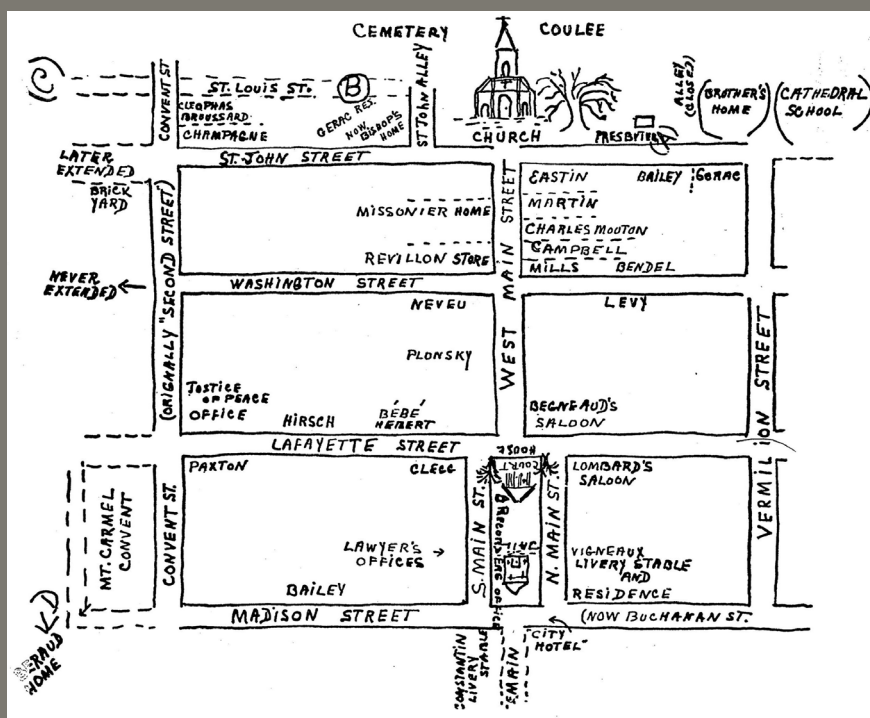 CEMETERY
COULEE
(C)
CONVENT ST
ST. LOUIS ST.
B
CLEOPHAS
BROUSSARD
CHAMPAGNE
GERAC RES.
NOW
BISHOP'S
HOME
ST JOHN ALLEY
CHURCH
PRESBYTERY
ALLEY
(CLOSED)
(BROTHER'S
HOME)
(CATHEDRAL
SCHOOL)
ST. JOHN STREET
LATER
EXTENDED
BRICK
YARD
NEVER
EXTENDED
(ORIGINALLY "SECOND STREET")
MISSONIER HOME
REVILLON STORE
WEST MAIN STREET
EASTIN
BAILEY
GERAC
MARTIN
CHARLES MOUTON
CAMPBELL
MILLS
BENDEL
WASHINGTON STREET
NEVEU
LEVY
PLONSKY
JOSTICE
OF PEACE
OFFICE
HIRSCH
BÉBÉ
HEBERT
BEGNEAUD'S
SALOON
VERMILION STREET
LAFAYETTE STREET
PAXTON
CLEGG
COURT
HOUSE
LOMBARD'S
SALOON
MT. CARMEL
CONVENT
CONVENT ST.
LAWYER'S
OFFICES
S. MAIN ST.
& RECORDERS OFFICE
JAIL
N. MAIN ST.
VIGNEAUX
LIVERY STABLE
AND
RESIDENCE
BAILEY
MADISON STREET
(NOW BUCHANAN ST.
"CITY
HOTEL"
D
BERAUD
HOME
CONSTANTIN
LIVERY
STABLE
E MAIN